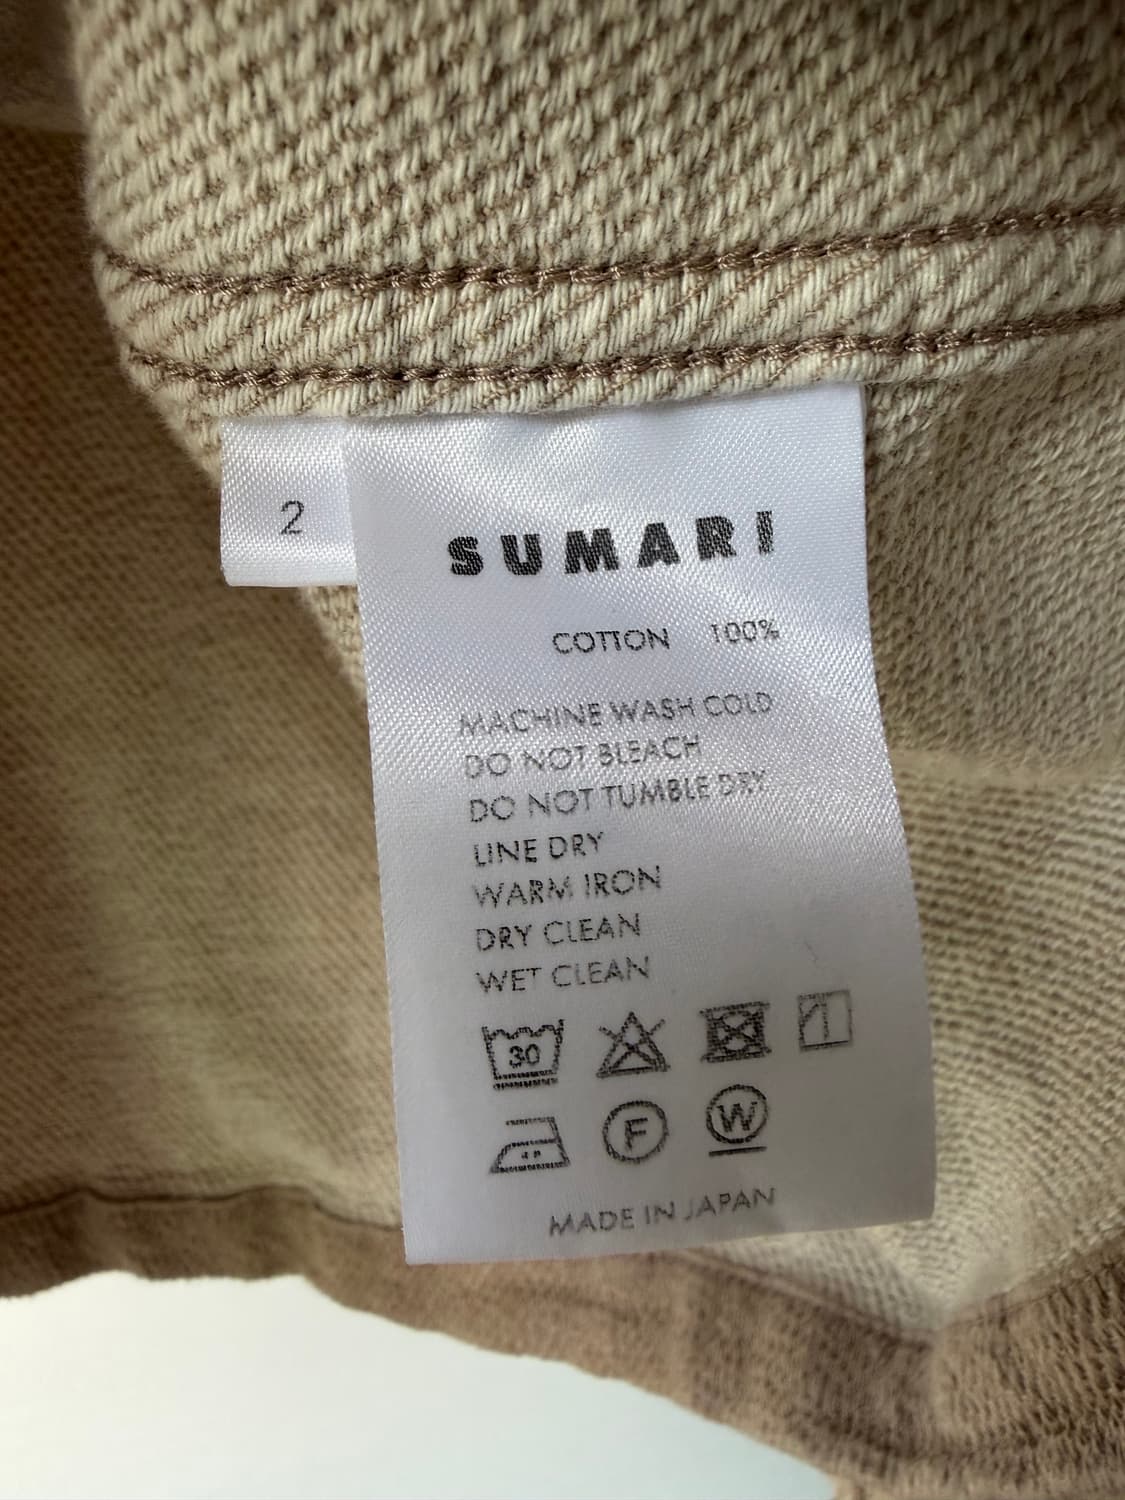 2
SUMARI
COTTON 100%
MACHINE WASH COLD
DO NOT BLEACH
DO NOT TUMBLE DRY
LINE DRY
WARM IRON
DRY CLEAN
WET CLEAN
30
F
W
MADE IN JAPAN